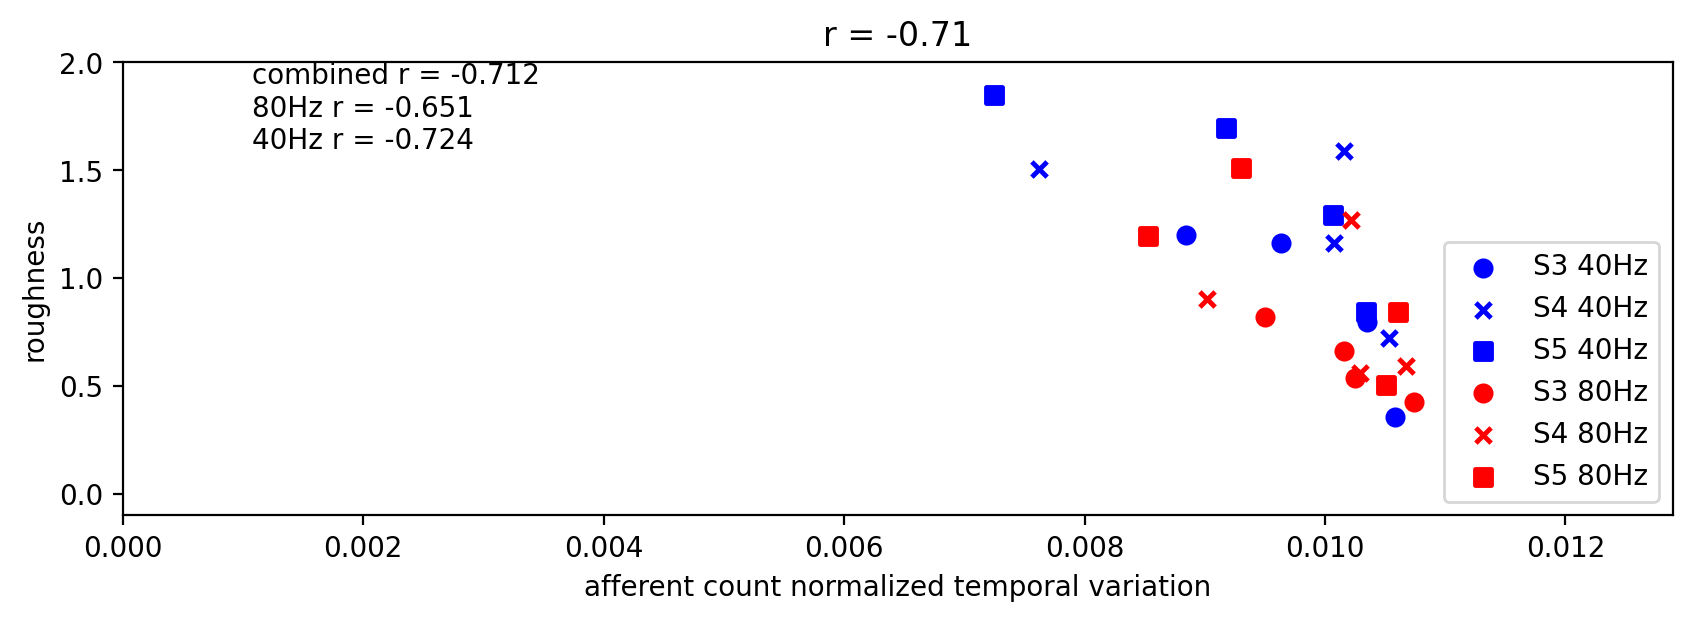 r = -0.71
combined r = -0.712
80Hz r = -0.651
40Hz r = -0.724
2.0
1.5
1.0
0.5
0.0
roughness
S3 40Hz
S4 40Hz
S5 40Hz
S3 80Hz
S4 80Hz
S5 80Hz
0.000 0.002 0.004 0.006 0.008 0.010 0.012
afferent count normalized temporal variation